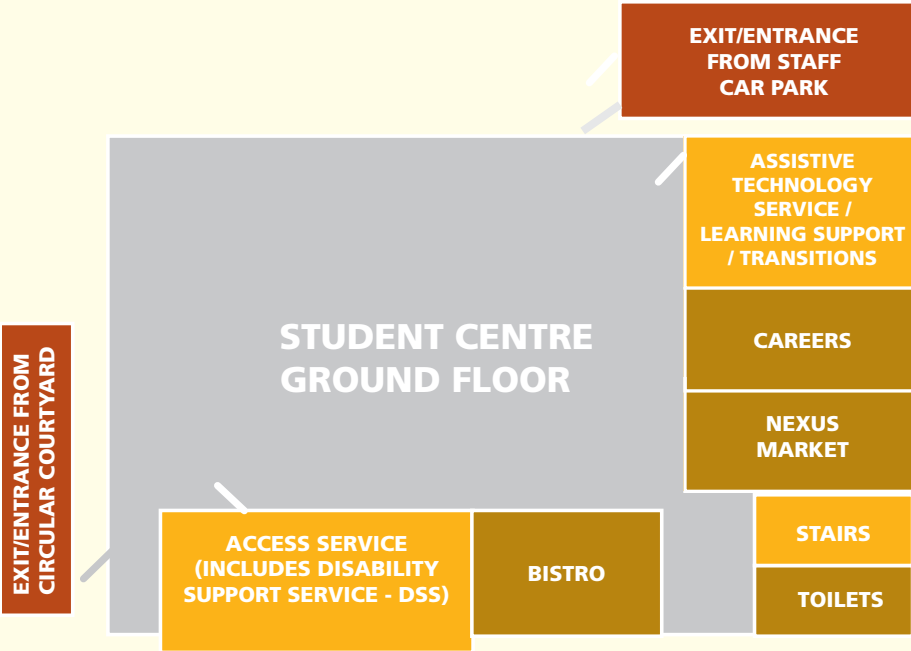 EXIT/ENTRANCE
FROM STAFF
CAR PARK
ASSISTIVE
TECHNOLOGY
SERVICE /
LEARNING SUPPORT
/ TRANSITIONS
STUDENT CENTRE
GROUND FLOOR
CAREERS
NEXUS
MARKET
EXIT/ENTRANCE FROM
CIRCULAR COURTYARD
ACCESS SERVICE
(INCLUDES DISABILITY
SUPPORT SERVICE - DSS)
BISTRO
STAIRS
TOILETS